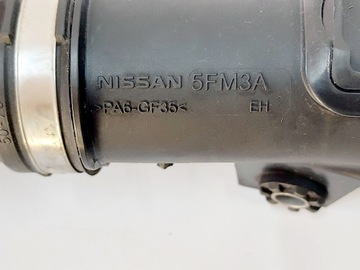 NISSAN 5FM3A
>PA6-GF35< EH